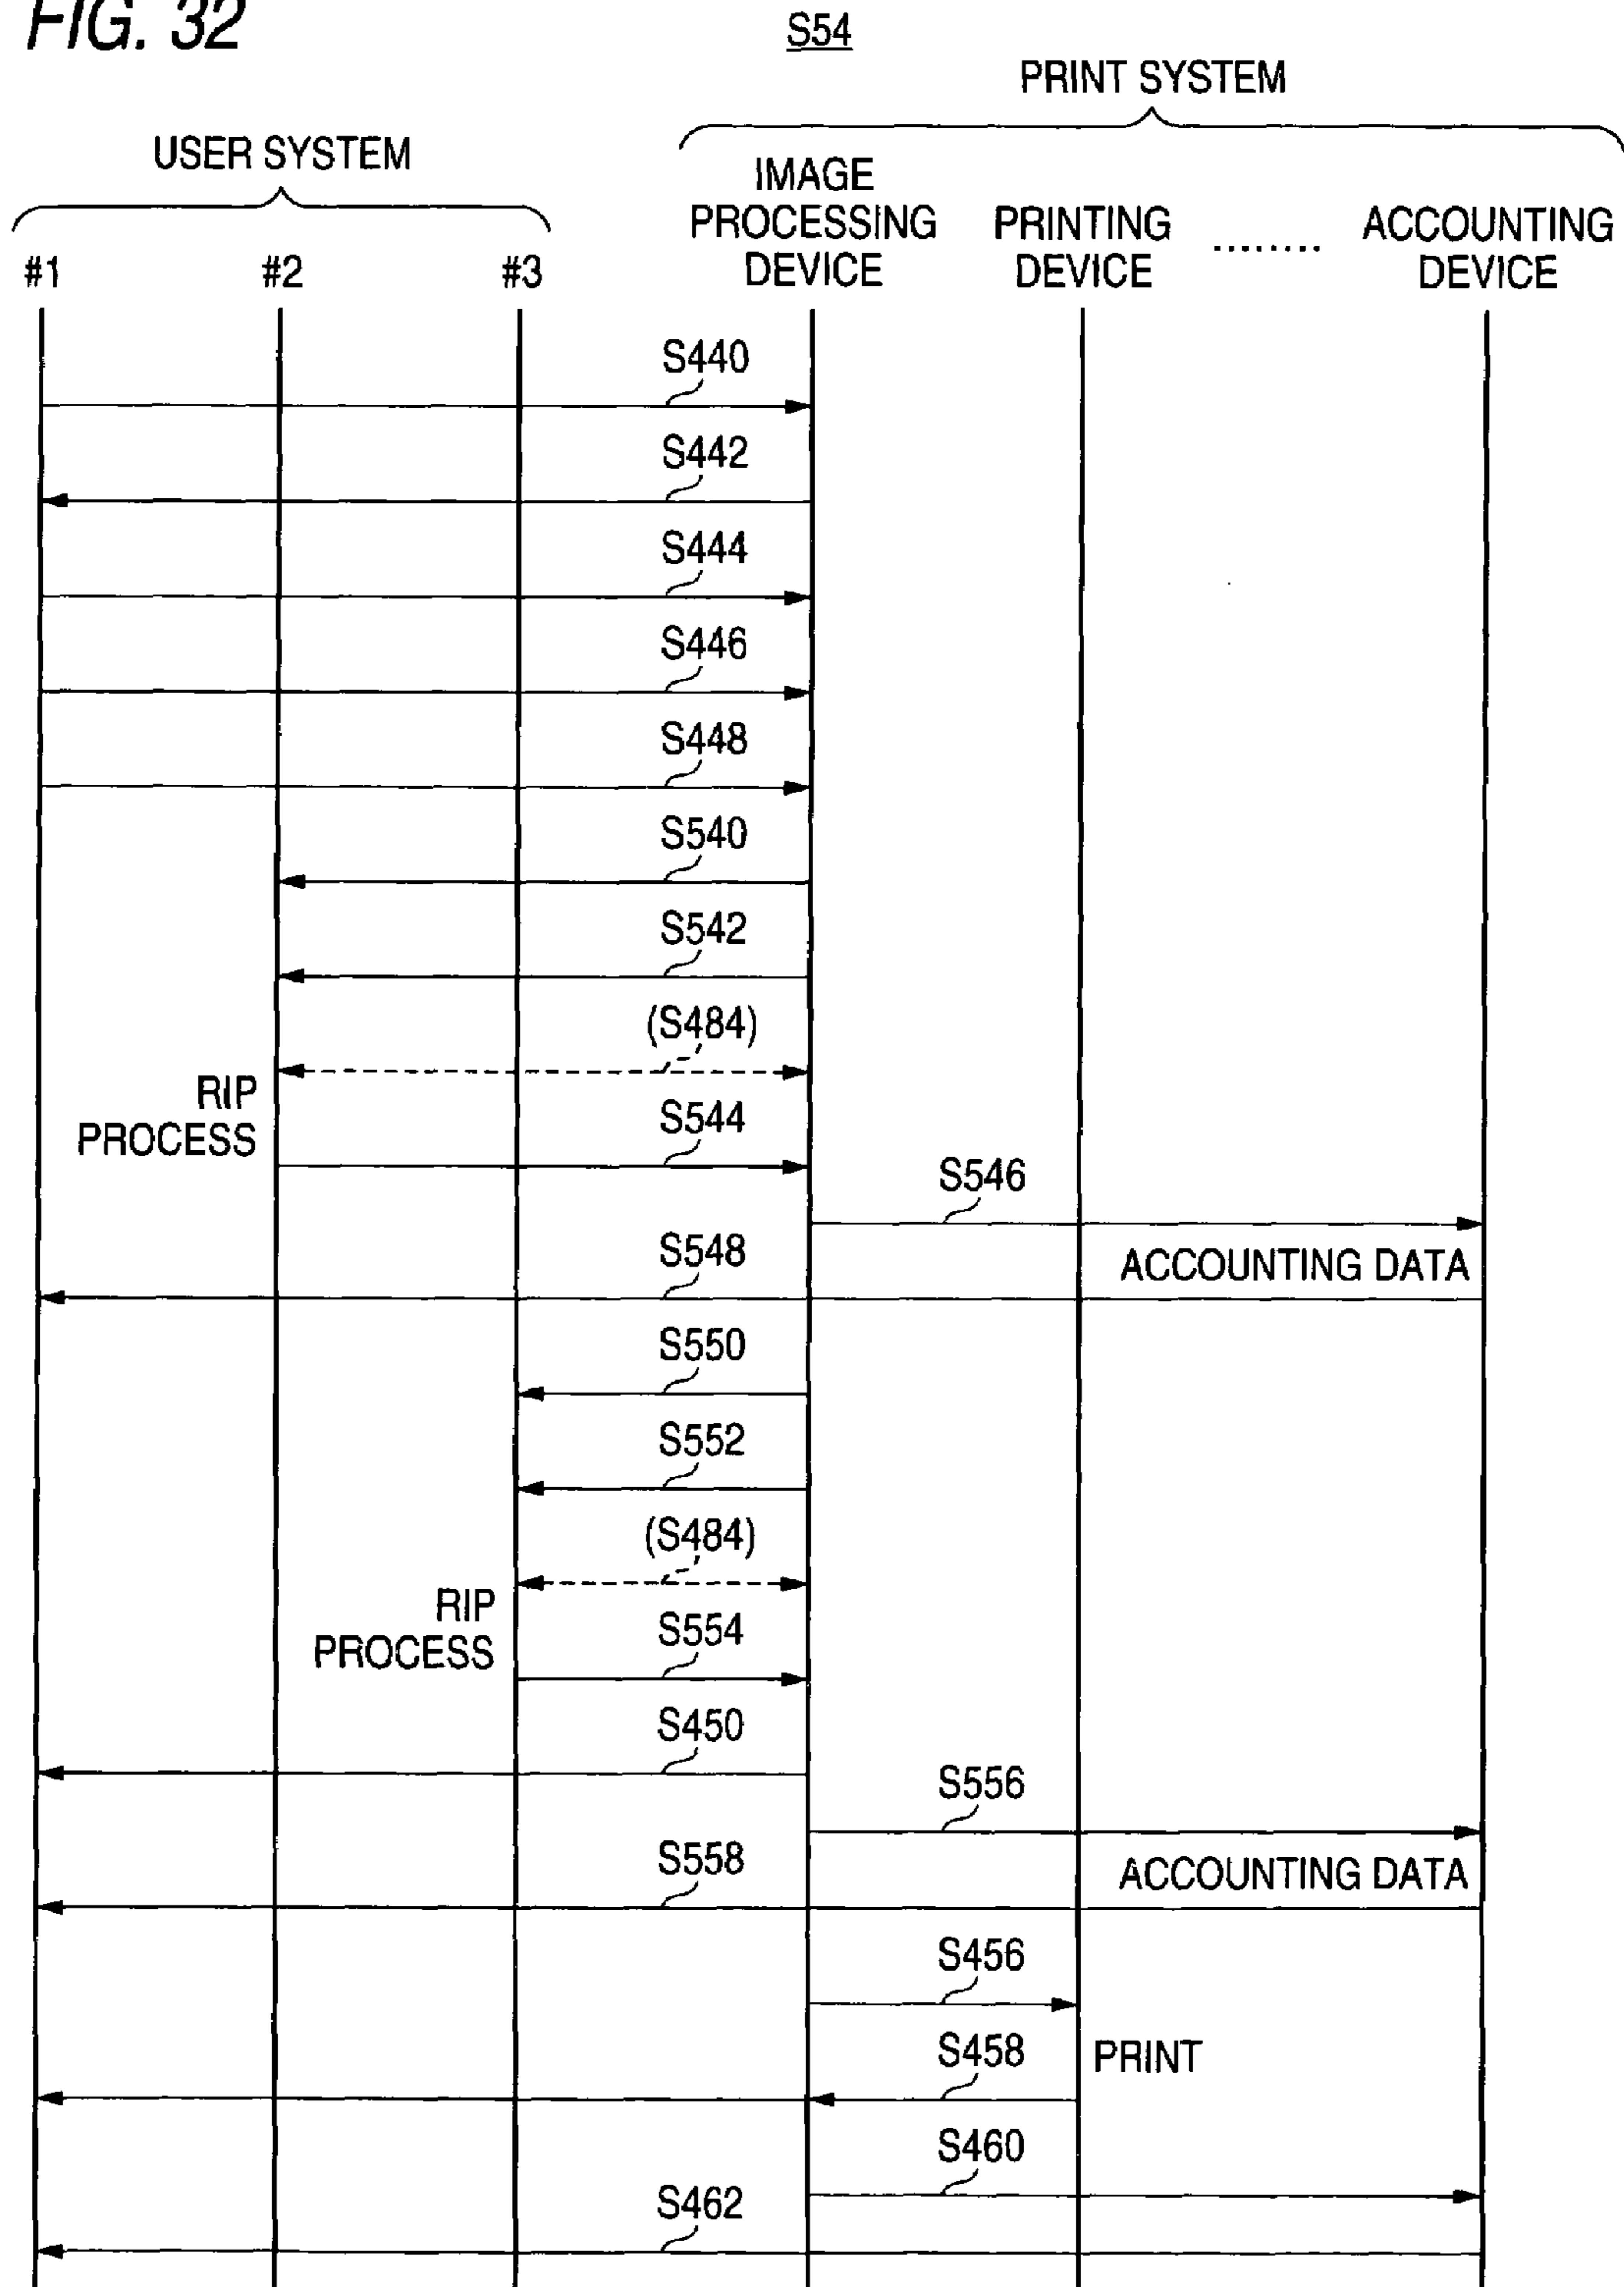 FIG. 32
S54
PRINT SYSTEM
USER SYSTEM
IMAGE
PROCESSING
DEVICE
PRINTING
DEVICE
........
ACCOUNTING
DEVICE
#1
#2
#3
S440
S442
S444
S446
S448
S540
S542
(S484)
RIP
PROCESS
S544
S546
ACCOUNTING DATA
S548
S550
S552
(S484)
RIP
PROCESS
S554
S450
S556
ACCOUNTING DATA
S558
S456
S458
PRINT
S460
S462